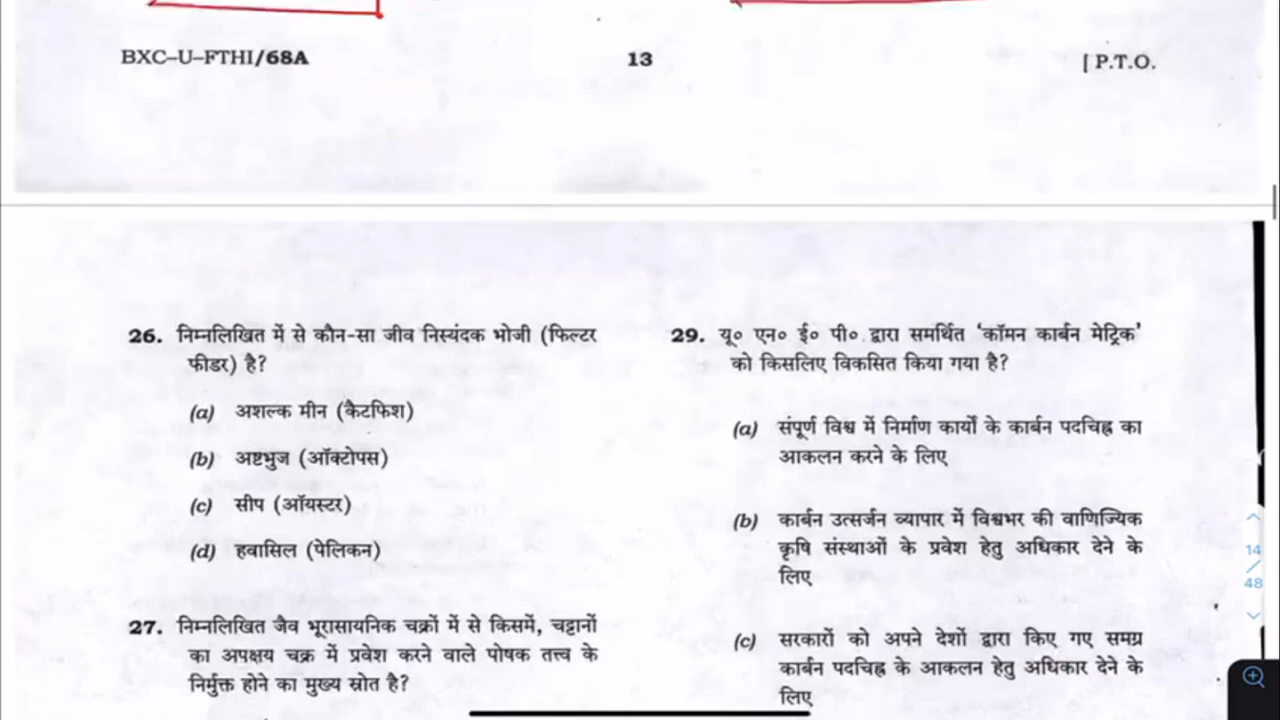 BXC–U–FTHI/68A
13
[ P.T.O.
26. निम्नलिखित में से कौन-सा जीव निस्यंदक भोजी (फिल्टर
फीडर) है?
(a) अशल्क मीन (कैटफिश)
(b) अष्टभुज (ऑक्टोपस)
(c) सीप (ऑयस्टर)
(d) हवासिल (पेलिकन)
27. निम्नलिखित जैव भूरासायनिक चक्रों में से किसमें, चट्टानों
का अपक्षय चक्र में प्रवेश करने वाले पोषक तत्त्व के
निर्मुक्त होने का मुख्य स्रोत है?
29. यू० एन० ई० पी० द्वारा समर्थित ‘कॉमन कार्बन मेट्रिक’
को किसलिए विकसित किया गया है?
(a) संपूर्ण विश्व में निर्माण कार्यों के कार्बन पदचिह्न का
आकलन करने के लिए
(b) कार्बन उत्सर्जन व्यापार में विश्वभर की वाणिज्यिक
कृषि संस्थाओं के प्रवेश हेतु अधिकार देने के
लिए
(c) सरकारों को अपने देशों द्वारा किए गए समग्र
कार्बन पदचिह्न के आकलन हेतु अधिकार देने के
लिए
14
48